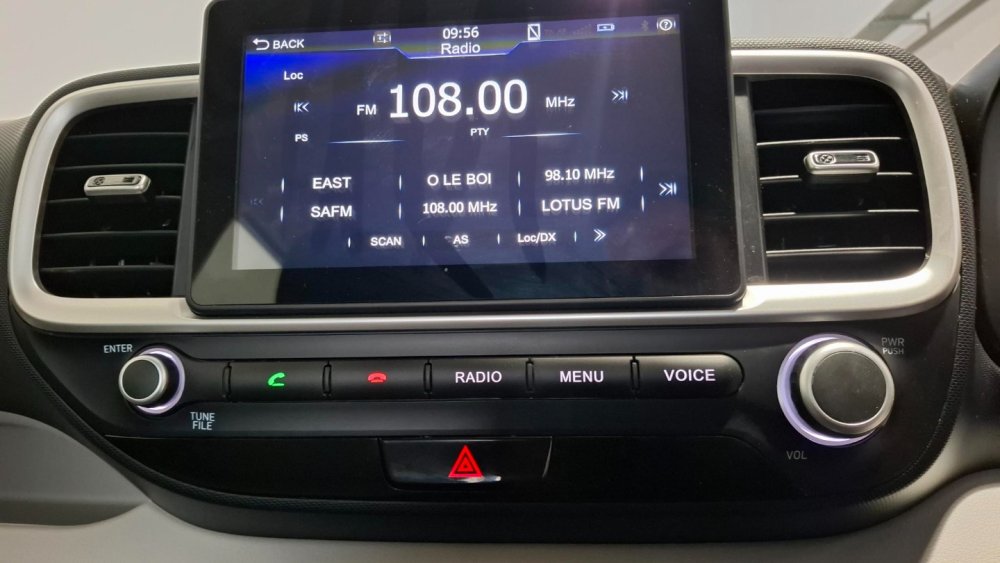 BACK
09:56
Radio
Loc
FM 108.00 MHz
PS
PTY
EAST O LE BOI 98.10 MHz
SAFM 108.00 MHz LOTUS FM
SCAN AS Loc/DX
ENTER
PWR
PUSH
RADIO MENU VOICE
TUNE
FILE
VOL